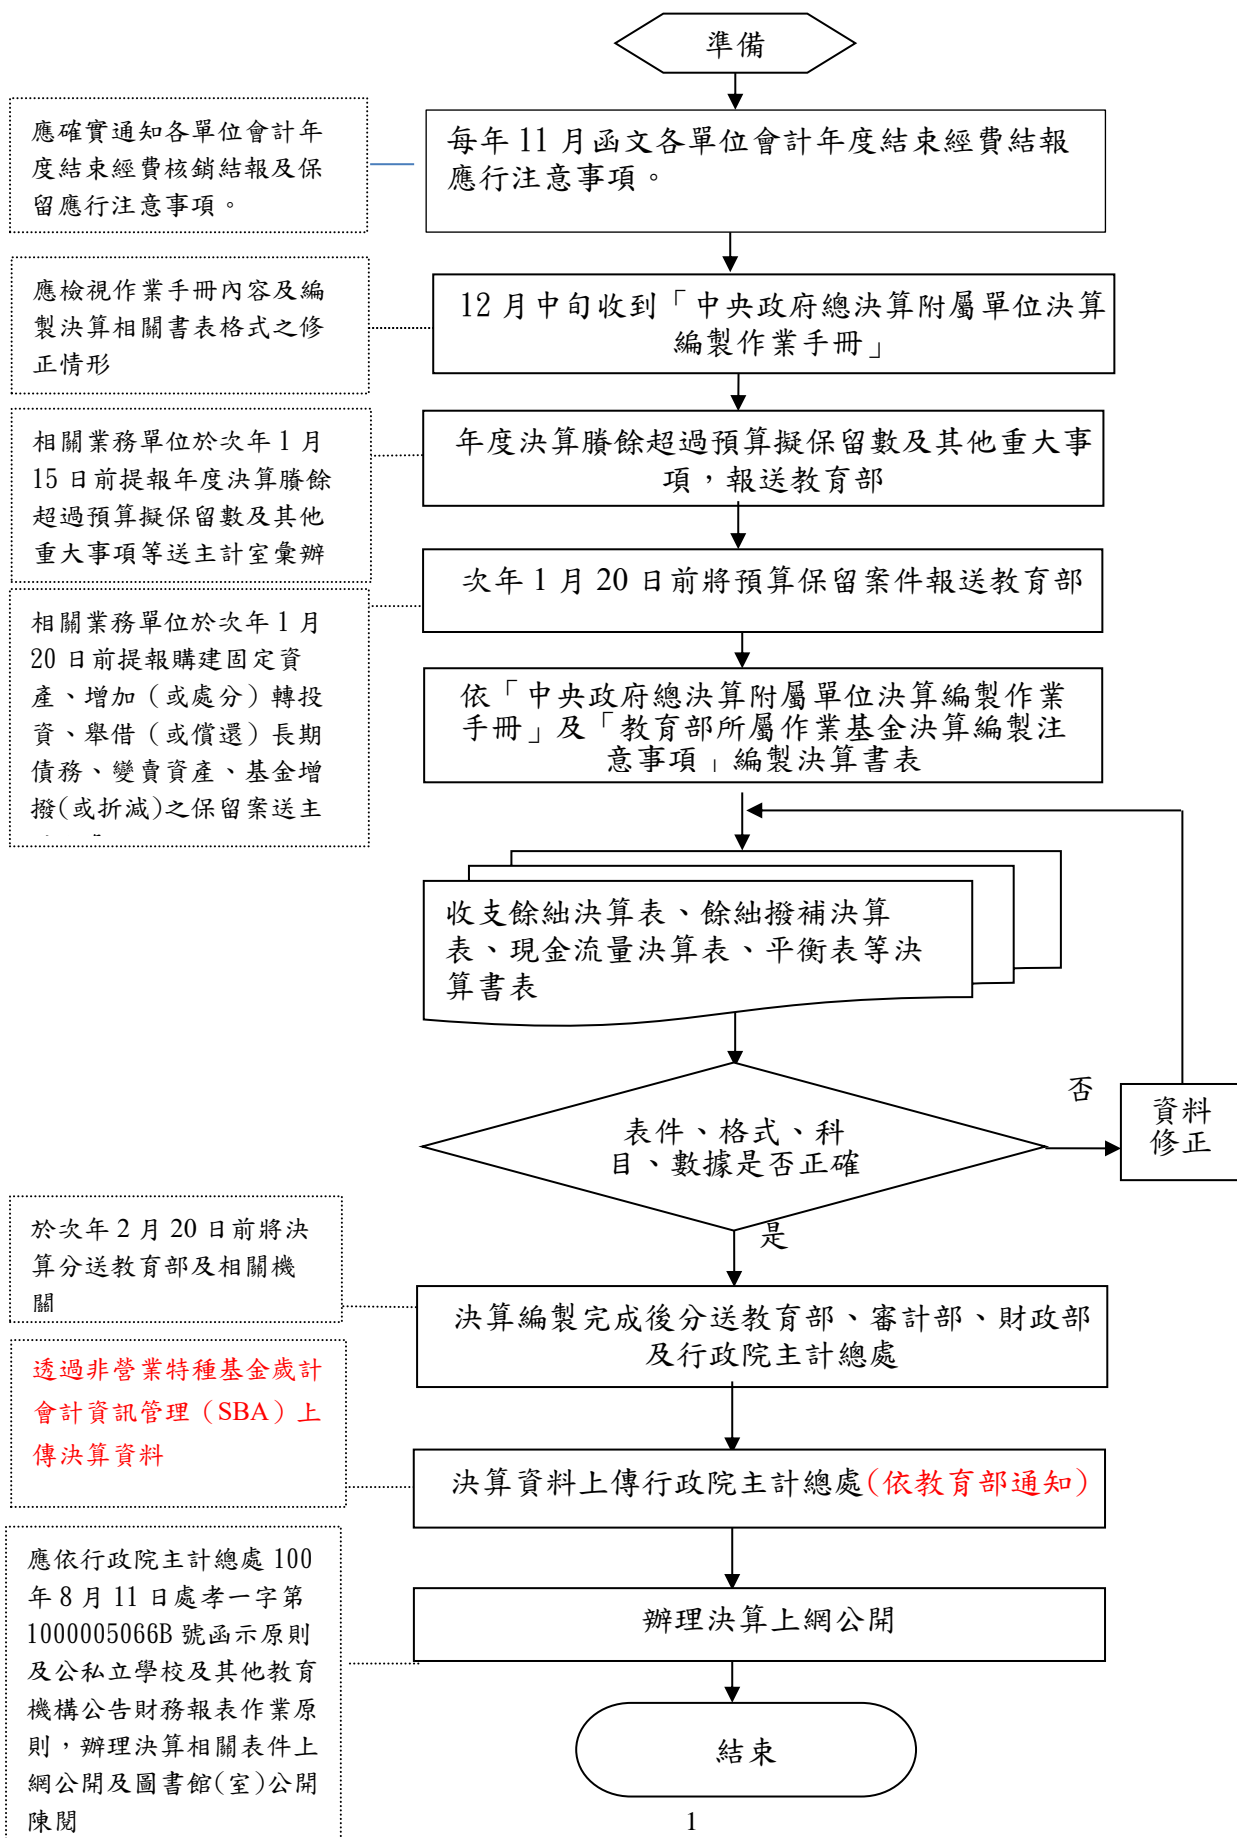 準備
應確實通知各單位會計年
度結束經費核銷結報及保
留應行注意事項。
每年 11 月函文各單位會計年度結束經費結報
應行注意事項。
應檢視作業手冊內容及編
製決算相關書表格式之修
正情形
12 月中旬收到「中央政府總決算附屬單位決算
編製作業手冊」
相關業務單位於次年 1 月
15 日前提報年度決算賸餘
超過預算擬保留數及其他
重大事項等送主計室彙辦
年度決算賸餘超過預算擬保留數及其他重大事
項，報送教育部
相關業務單位於次年 1 月
20 日前提報購建固定資
產、增加（或處分）轉投
資、舉借（或償還）長期
債務、變賣資產、基金增
撥(或折減)之保留案送主
次年 1 月 20 日前將預算保留案件報送教育部
依「中央政府總決算附屬單位決算編製作業
手冊」及「教育部所屬作業基金決算編製注
意事項」編製決算書表
收支餘絀決算表、餘絀撥補決算
表、現金流量決算表、平衡表等決
算書表
表件、格式、科
目、數據是否正確
否
資料
修正
是
於次年 2 月 20 日前將決
算分送教育部及相關機
關
決算編製完成後分送教育部、審計部、財政部
及行政院主計總處
透過非營業特種基金歲計
會計資訊管理（SBA）上
傳決算資料
決算資料上傳行政院主計總處(依教育部通知)
應依行政院主計總處 100
年 8 月 11 日處孝一字第
1000005066B 號函示原則
及公私立學校及其他教育
機構公告財務報表作業原
則，辦理決算相關表件上
網公開及圖書館(室)公開
陳閱
辦理決算上網公開
結束
1